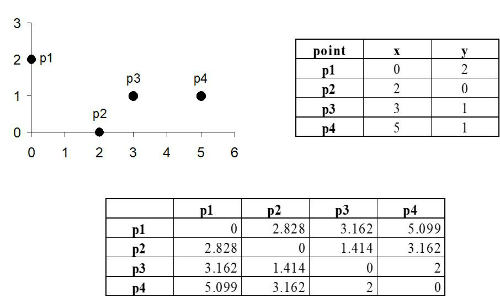 3
2 p1
p3 p4
1
p2
0
0 1 2 3 4 5 6
point x y
p1 0 2
p2 2 0
p3 3 1
p4 5 1
p1 p2 p3 p4
p1 0 2.828 3.162 5.099
p2 2.828 0 1.414 3.162
p3 3.162 1.414 0 2
p4 5.099 3.162 2 0